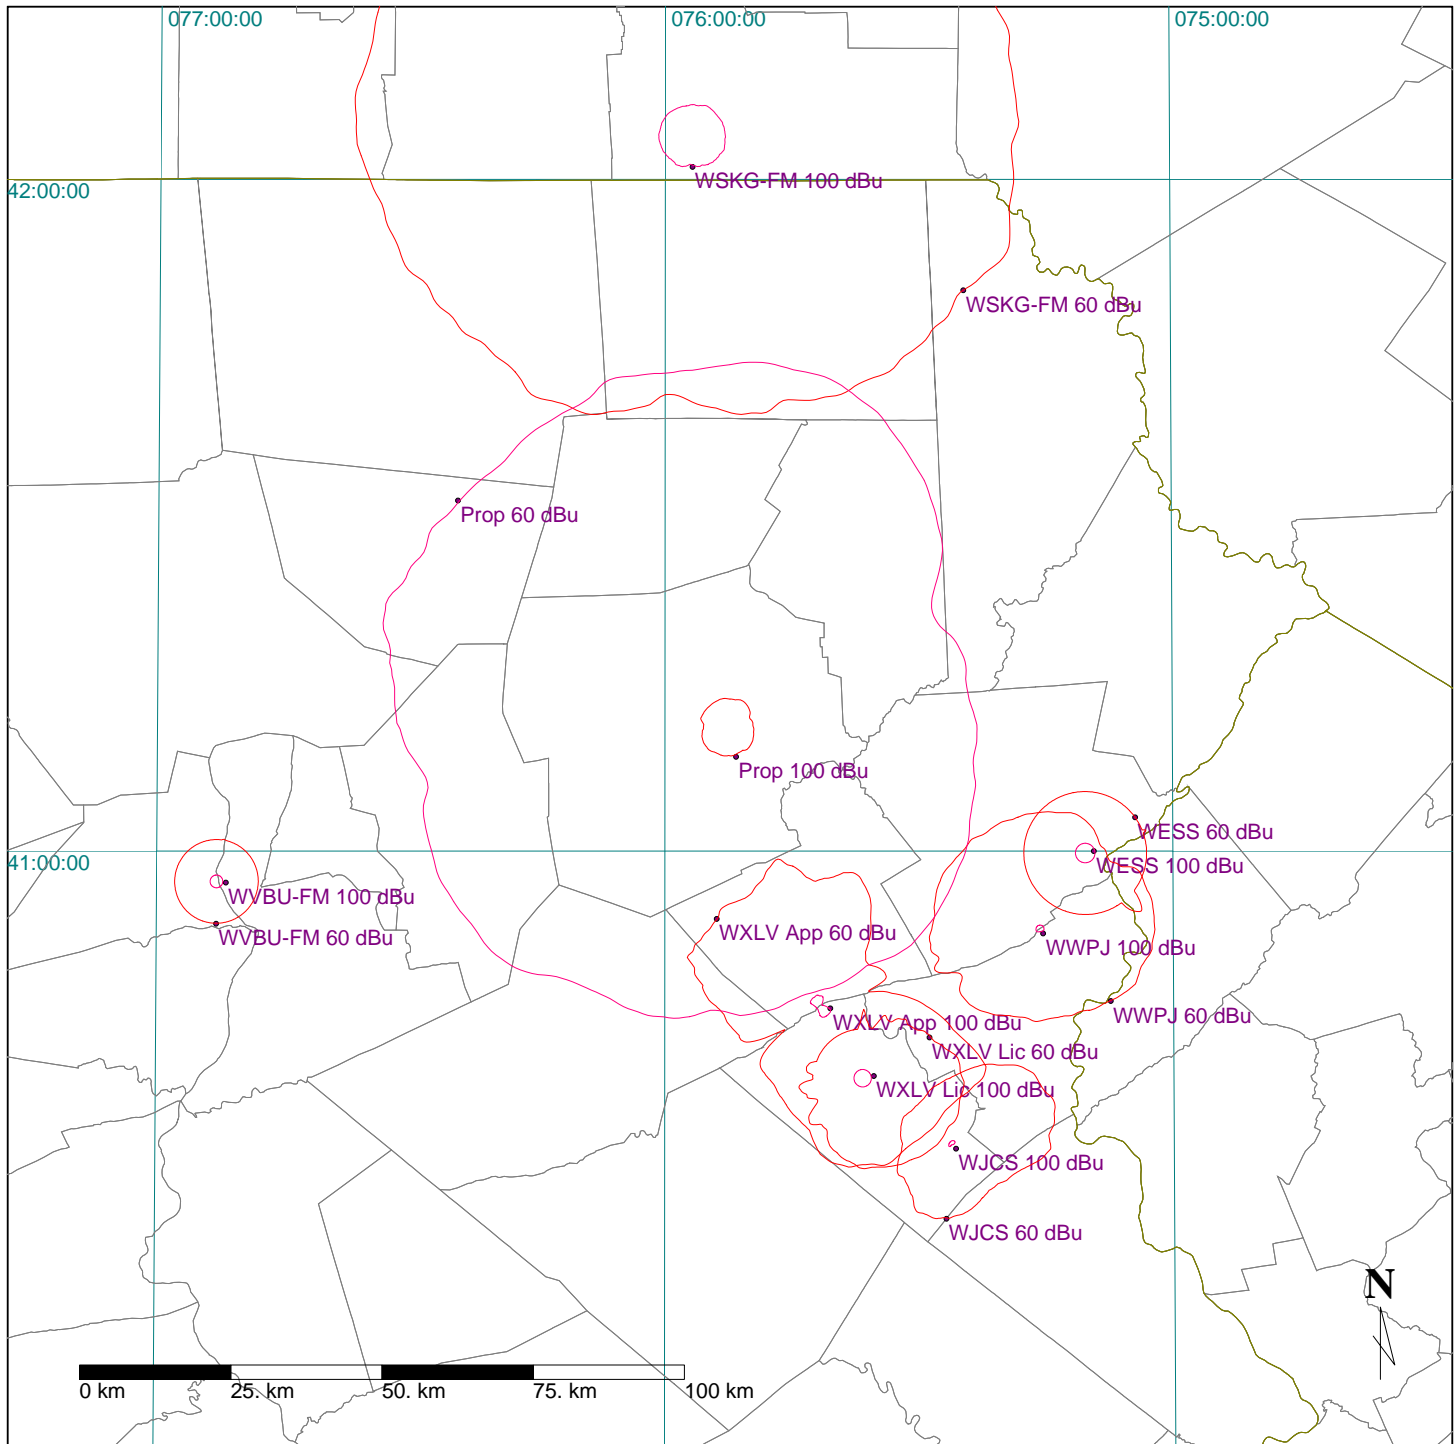 077:00:00
076:00:00
075:00:00
WSKG-FM 100 dBu
42:00:00
WSKG-FM 60 dBu
Prop 60 dBu
Prop 100 dBu
WESS 60 dBu
41:00:00
WESS 100 dBu
WVBU-FM 100 dBu
WXLV App 60 dBu
WVBU-FM 60 dBu
WWPJ 100 dBu
WWPJ 60 dBu
WXLV App 100 dBu
WXLV Lic 60 dBu
WXLV Lic 100 dBu
WJCS 100 dBu
WJCS 60 dBu
N
0 km
25. km
50. km
75. km
100 km